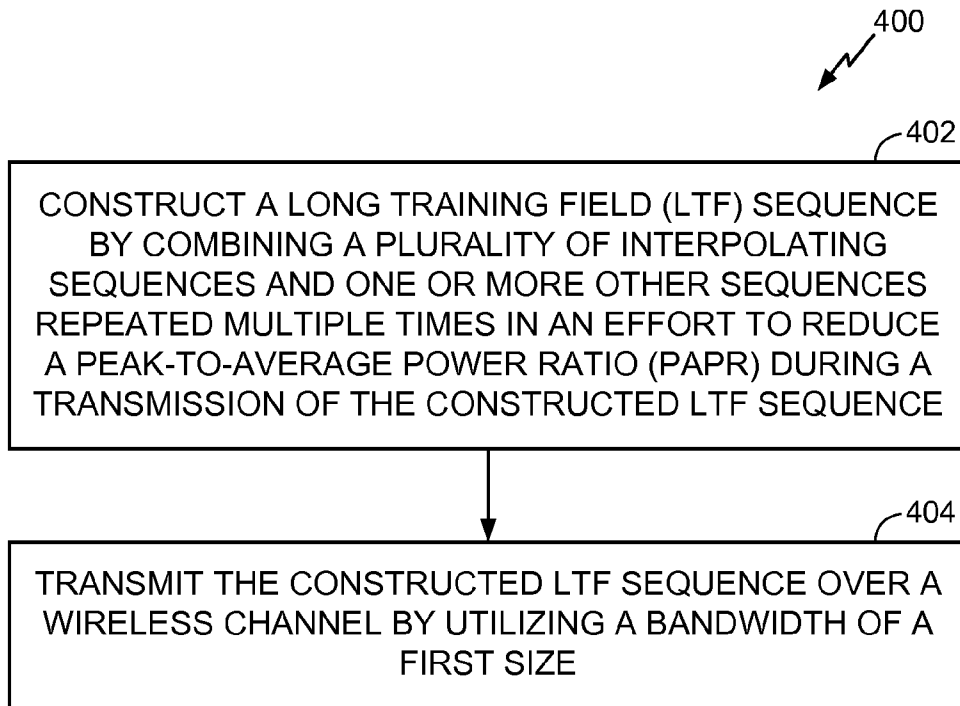 400
402
CONSTRUCT A LONG TRAINING FIELD (LTF) SEQUENCE
BY COMBINING A PLURALITY OF INTERPOLATING
SEQUENCES AND ONE OR MORE OTHER SEQUENCES
REPEATED MULTIPLE TIMES IN AN EFFORT TO REDUCE
A PEAK-TO-AVERAGE POWER RATIO (PAPR) DURING A
TRANSMISSION OF THE CONSTRUCTED LTF SEQUENCE
404
TRANSMIT THE CONSTRUCTED LTF SEQUENCE OVER A
WIRELESS CHANNEL BY UTILIZING A BANDWIDTH OF A
FIRST SIZE